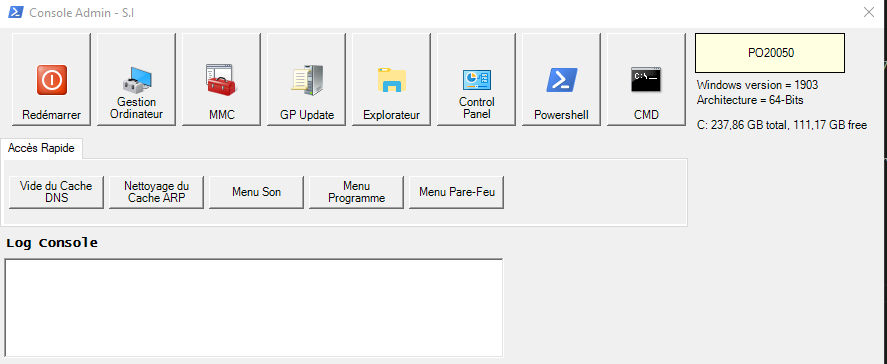 Console Admin - S.I
Redémarrer
Gestion
Ordinateur
MMC
GP Update
Explorateur
Control
Panel
Powershell
C:\._
CMD
PO20050
Windows version = 1903
Architecture = 64-Bits
C: 237,86 GB total, 111,17 GB free
Accès Rapide
Vide du Cache
DNS
Nettoyage du
Cache ARP
Menu Son
Menu
Programme
Menu Pare-Feu
Log Console